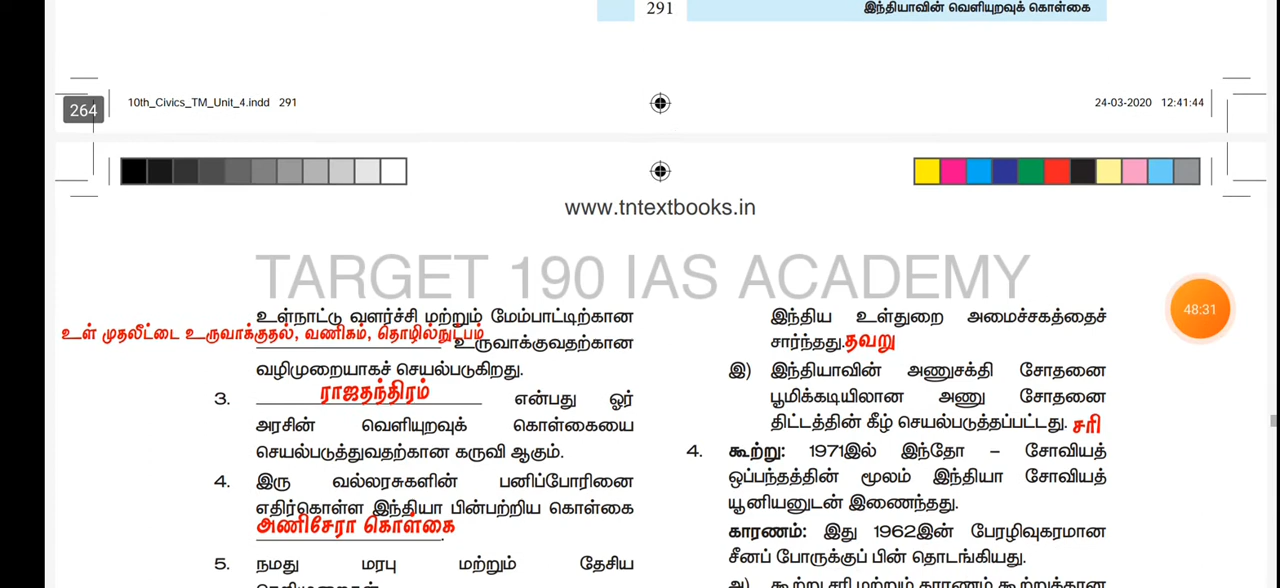 291
இந்தியாவின் வெளியுறவுக் கொள்கை
264
10th_Civics_TM_Unit_4.indd 291
24-03-2020 12:41:44
www.tntextbooks.in
TARGET 190 IAS ACADEMY
48:31
உள்நாட்டு வளர்ச்சி மற்றும் மேம்பாட்டிற்கான
உள் முதலீட்டை உருவாக்குதல், வணிகம், தொழில்நுட்பம்
உருவாக்குவதற்கான
வழிமுறையாகச் செயல்படுகிறது.
3. ராஜதந்திரம் என்பது ஓர்
அரசின் வெளியுறவுக் கொள்கையை
செயல்படுத்துவதற்கான கருவி ஆகும்.
4. இரு வல்லரசுகளின் பனிப்போரினை
எதிர்கொள்ள இந்தியா பின்பற்றிய கொள்கை
அணிசேரா கொள்கை.
5. நமது மரபு மற்றும் தேசிய
இந்திய உள்துறை அமைச்சகத்தைச்
சார்ந்தது. தவறு
இ) இந்தியாவின் அணுசக்தி சோதனை
பூமிக்கடியிலான அணு சோதனை
திட்டத்தின் கீழ் செயல்படுத்தப்பட்டது. சரி
4. கூற்று: 1971இல் இந்தோ – சோவியத்
ஒப்பந்தத்தின் மூலம் இந்தியா சோவியத்
யூனியனுடன் இணைந்தது.
காரணம்: இது 1962இன் பேரழிவுகரமான
சீனப் போருக்குப் பின் தொடங்கியது.
அ) கூற்று சரி மற்றும் காரணம் கூற்றுக்கான